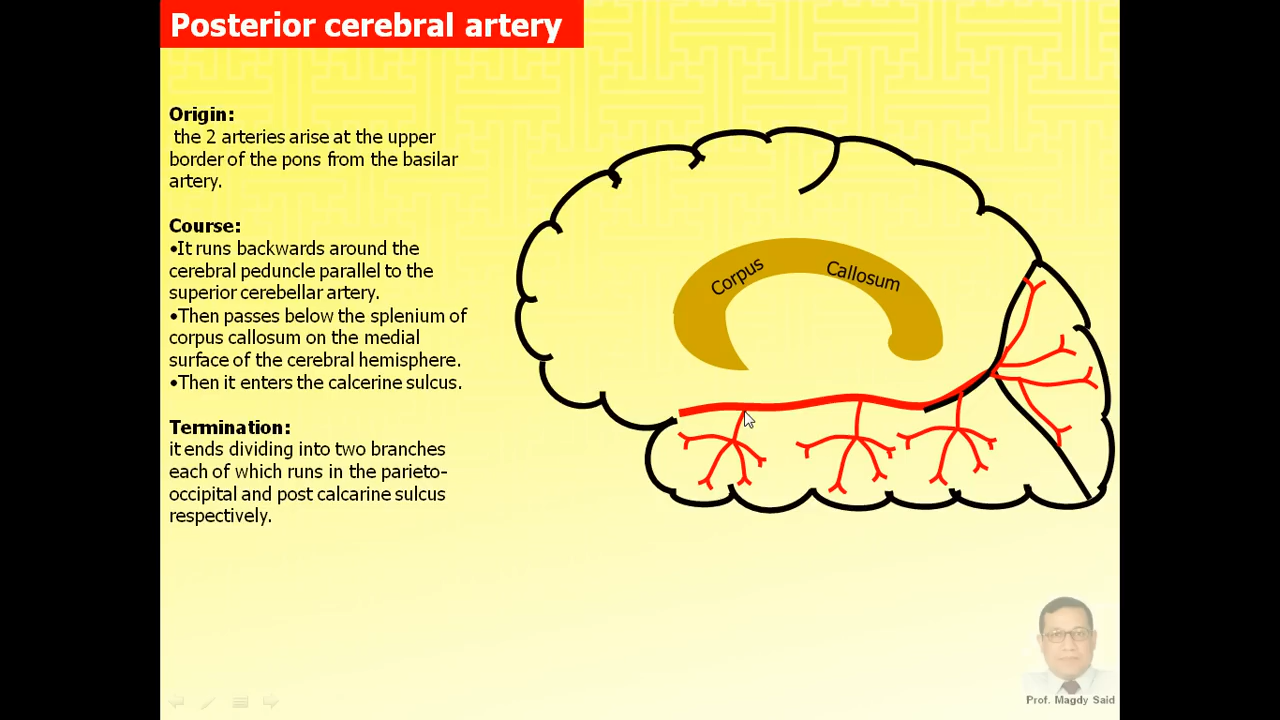 Posterior cerebral artery
Origin:
the 2 arteries arise at the upper
border of the pons from the basilar
artery.
Course:
•It runs backwards around the
cerebral peduncle parallel to the
superior cerebellar artery.
•Then passes below the splenium of
corpus callosum on the medial
surface of the cerebral hemisphere.
•Then it enters the calcerine sulcus.
Termination:
it ends dividing into two branches
each of which runs in the parieto-
occipital and post calcarine sulcus
respectively.
Corpus Callosum
Prof. Magdy Said